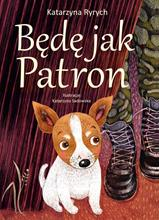 Katarzyna Ryrych
Będę jak
Patron
Ilustracje
Katarzyna Sadowska